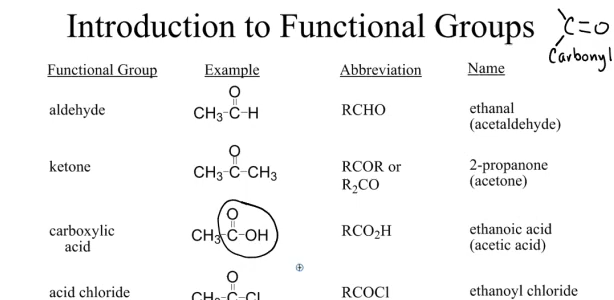 Introduction to Functional Groups
C=O
Carbonyl
Functional Group Example Abbreviation Name
O
aldehyde CH3-C-H RCHO ethanal
(acetaldehyde)
O
ketone CH3-C-CH3 RCOR or 2-propanone
R2CO (acetone)
O
carboxylic CH3-C-OH RCO2H ethanoic acid
acid (acetic acid)
O
acid chloride CH3-C-Cl RCOCl ethanoyl chloride